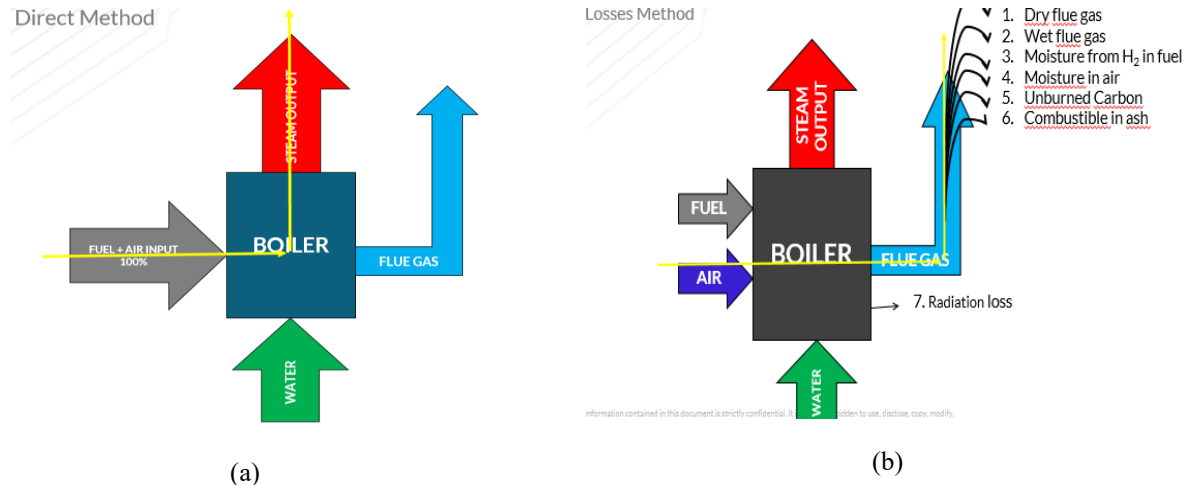 Direct Method
STEAM OUTPUT
FUEL + AIR INPUT
100%
BOILER
FLUE GAS
WATER
(a)
Losses Method
1. Dry flue gas
2. Wet flue gas
3. Moisture from H₂ in fuel
4. Moisture in air
5. Unburned Carbon
6. Combustible in ash
STEAM
OUTPUT
FUEL
BOILER
AIR
FLUE GAS
7. Radiation loss
WATER
information contained in this document is strictly confidential. It idden to use, disclose, copy, modify,
(b)